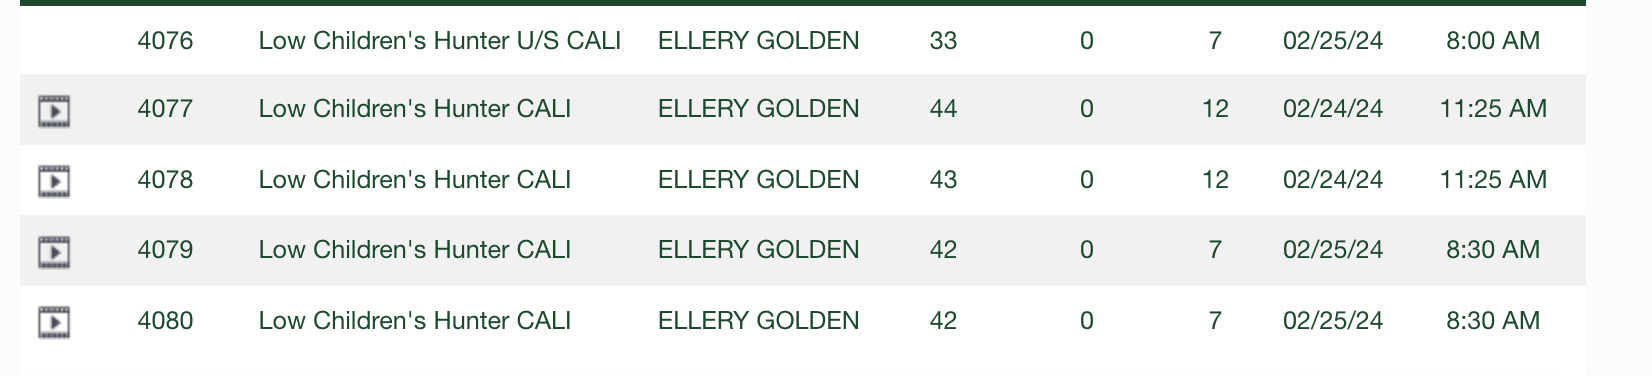 4076 Low Children's Hunter U/S CALI ELLERY GOLDEN 33 0 7 02/25/24 8:00 AM
4077 Low Children's Hunter CALI ELLERY GOLDEN 44 0 12 02/24/24 11:25 AM
4078 Low Children's Hunter CALI ELLERY GOLDEN 43 0 12 02/24/24 11:25 AM
4079 Low Children's Hunter CALI ELLERY GOLDEN 42 0 7 02/25/24 8:30 AM
4080 Low Children's Hunter CALI ELLERY GOLDEN 42 0 7 02/25/24 8:30 AM